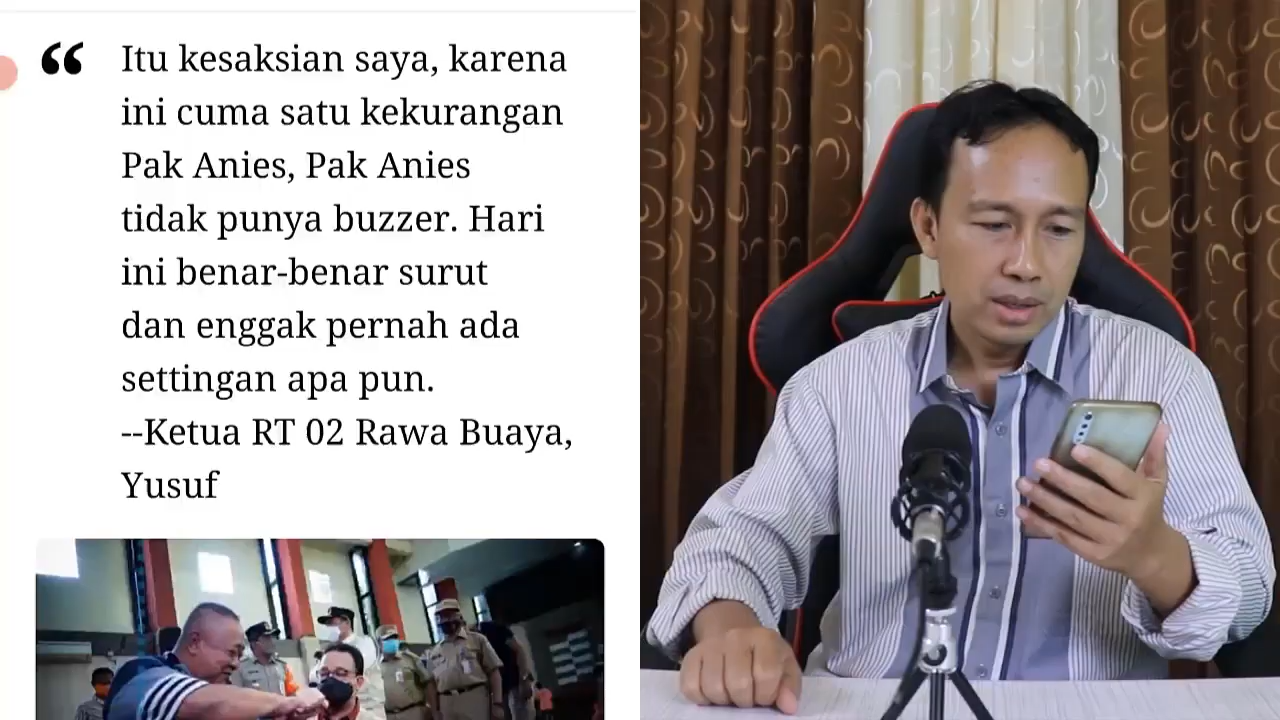 “ Itu kesaksian saya, karena
ini cuma satu kekurangan
Pak Anies, Pak Anies
tidak punya buzzer. Hari
ini benar-benar surut
dan enggak pernah ada
settingan apa pun.
--Ketua RT 02 Rawa Buaya,
Yusuf